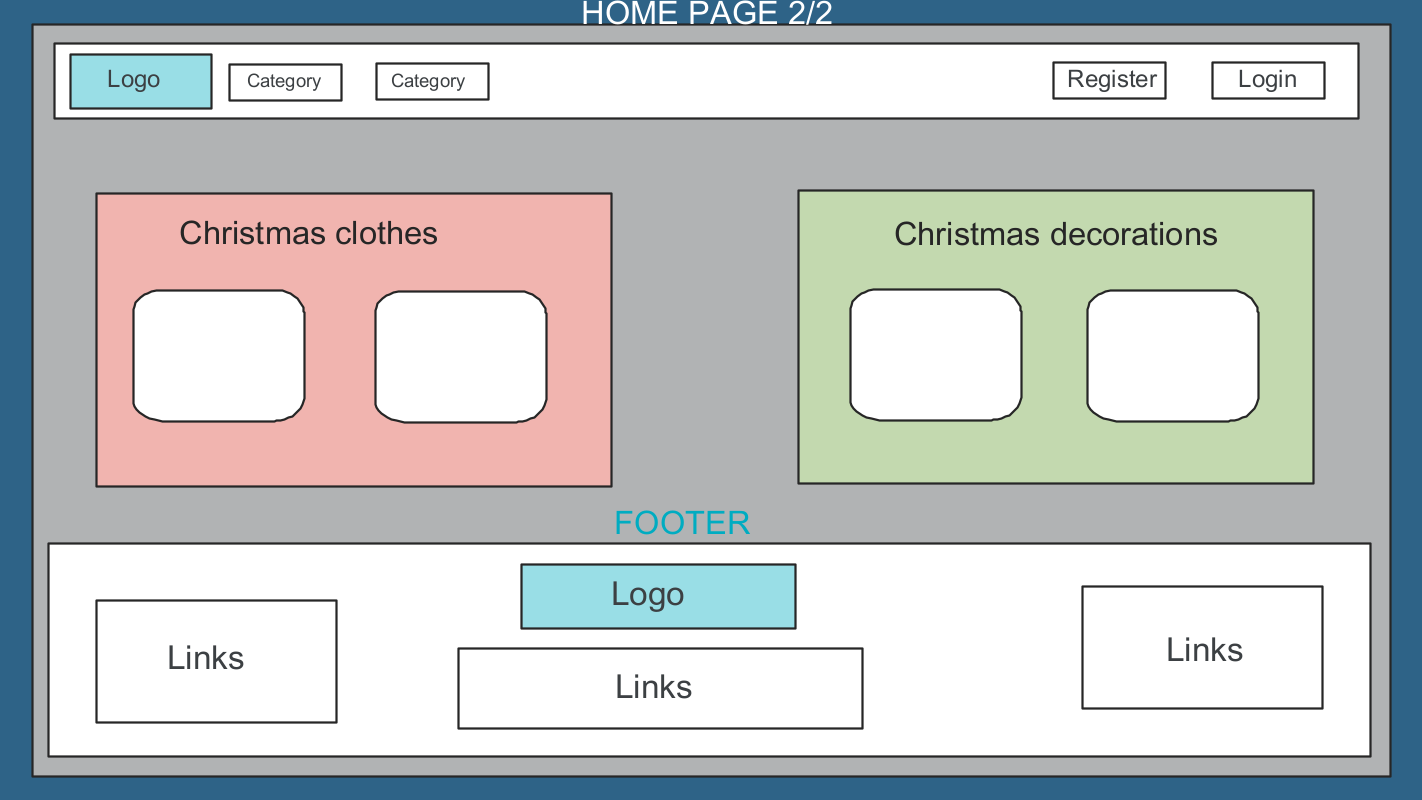 HOME PAGE 2/2
Logo
Category
Category
Register
Login
Christmas clothes
Christmas decorations
FOOTER
Logo
Links
Links
Links